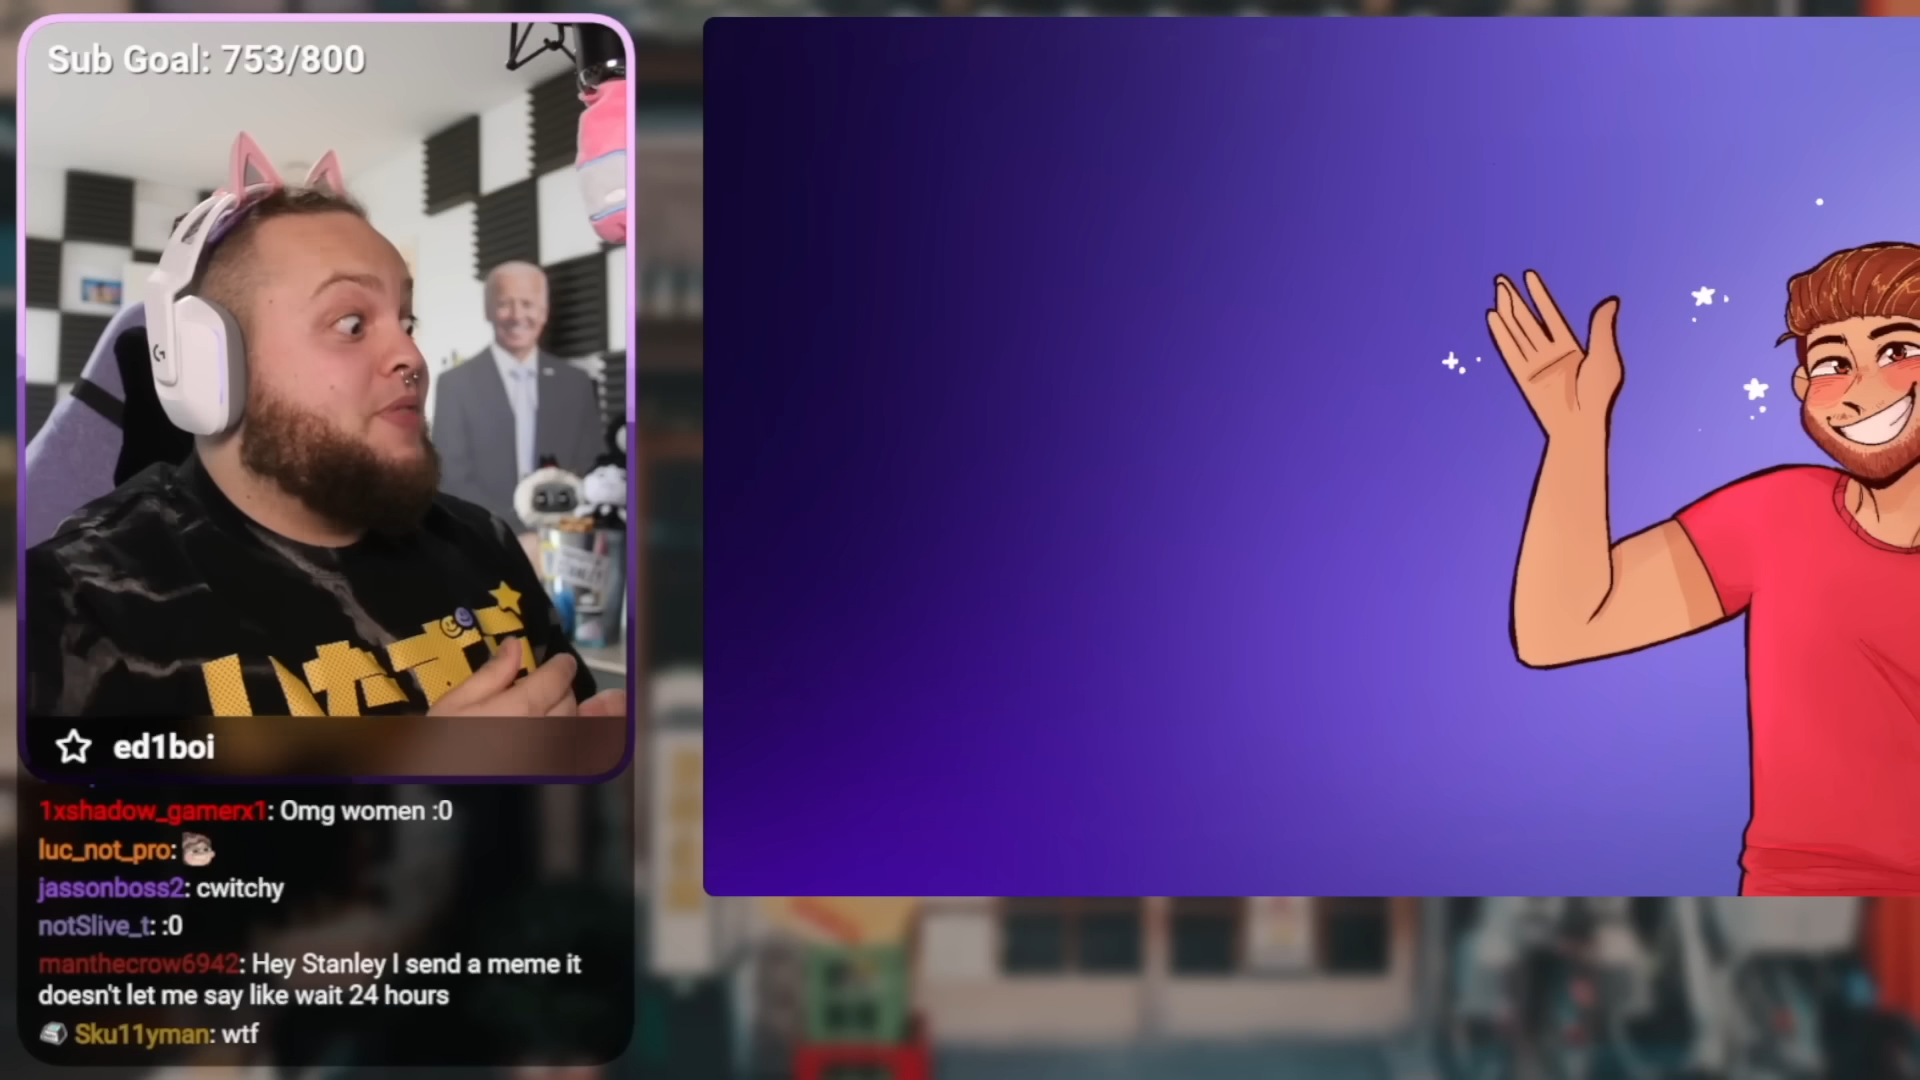 Sub Goal: 753/800
ed1boi
1xshadow_gamerx1: Omg women :0
luc_not_pro:
jassonboss2: cwitchy
notSlive_t: :0
manthecrow6942: Hey Stanley I send a meme it
doesn't let me say like wait 24 hours
Sku11yman: wtf